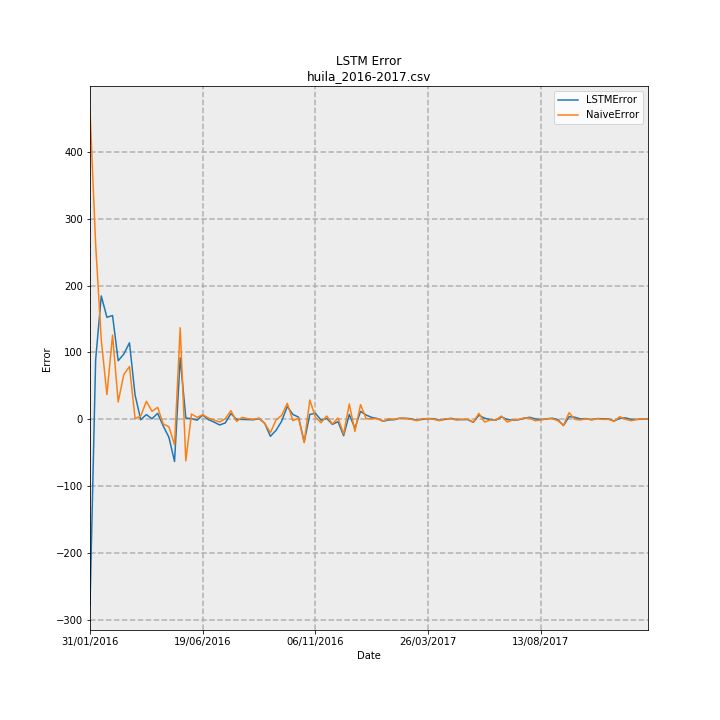 LSTM Error
huila_2016-2017.csv
LSTMError
NaiveError
400
300
200
100
0
−100
−200
−300
Error
31/01/2016 19/06/2016 06/11/2016 26/03/2017 13/08/2017
Date